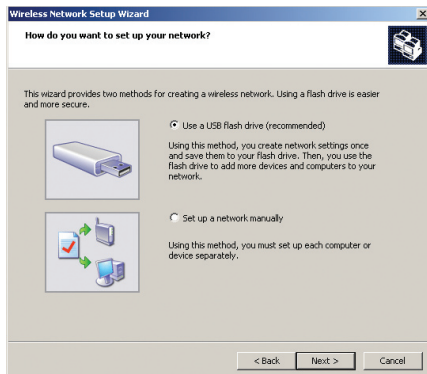 Wireless Network Setup Wizard
How do you want to set up your network?
This wizard provides two methods for creating a wireless network. Using a flash drive is easier
and more secure.
Use a USB flash drive (recommended)
Using this method, you create network settings once
and save them to your flash drive. Then, you use the
flash drive to add more devices and computers to your
network.
Set up a network manually
Using this method, you must set up each computer or
device separately.
< Back
Next >
Cancel